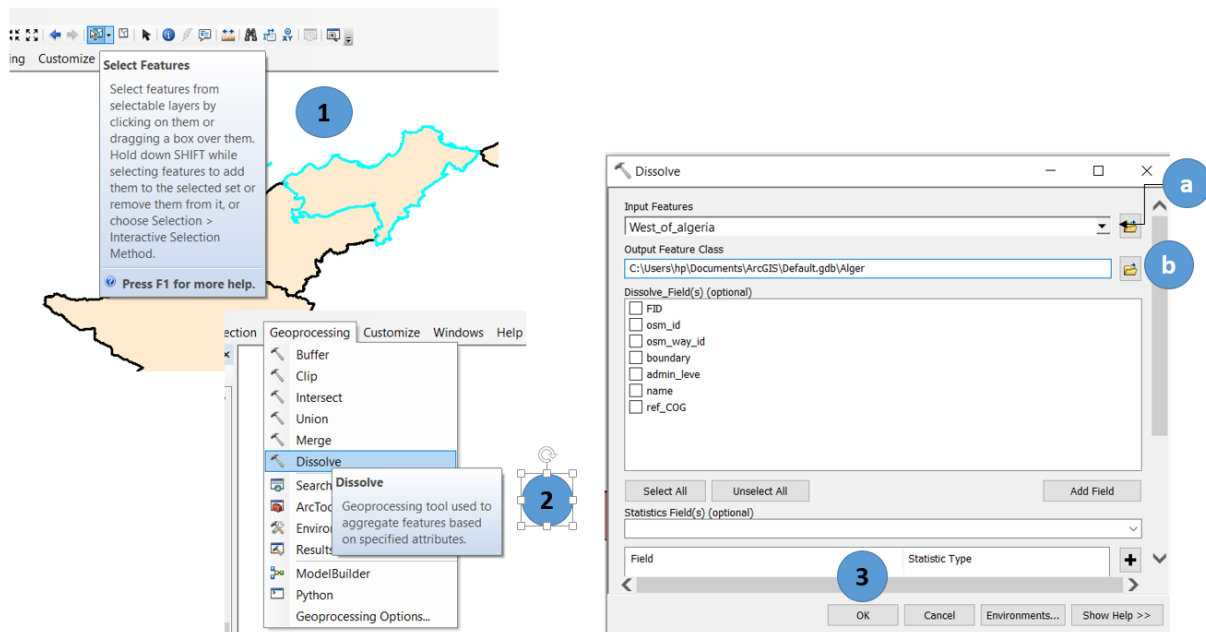 ing Customize
Select Features
Select features from
selectable layers by
clicking on them or
dragging a box over them.
Hold down SHIFT while
selecting features to add
them to the selected set or
remove them from it, or
choose Selection >
Interactive Selection
Method.
Press F1 for more help.
1
ection Geoprocessing Customize Windows Help
Buffer
Clip
Intersect
Union
Merge
Dissolve
Search
ArcToo
Enviror
Results
ModelBuilder
Python
Geoprocessing Options...
Dissolve
Geoprocessing tool used to
aggregate features based
on specified attributes.
2
Dissolve
a
Input Features
West_of_algeria
Output Feature Class
C:\Users\hp\Documents\ArcGIS\Default.gdb\Alger
b
Dissolve_Field(s) (optional)
FID
osm_id
osm_way_id
boundary
admin_leve
name
ref_COG
Select All Unselect All Add Field
Statistics Field(s) (optional)
Field Statistic Type
3
OK Cancel Environments... Show Help >>